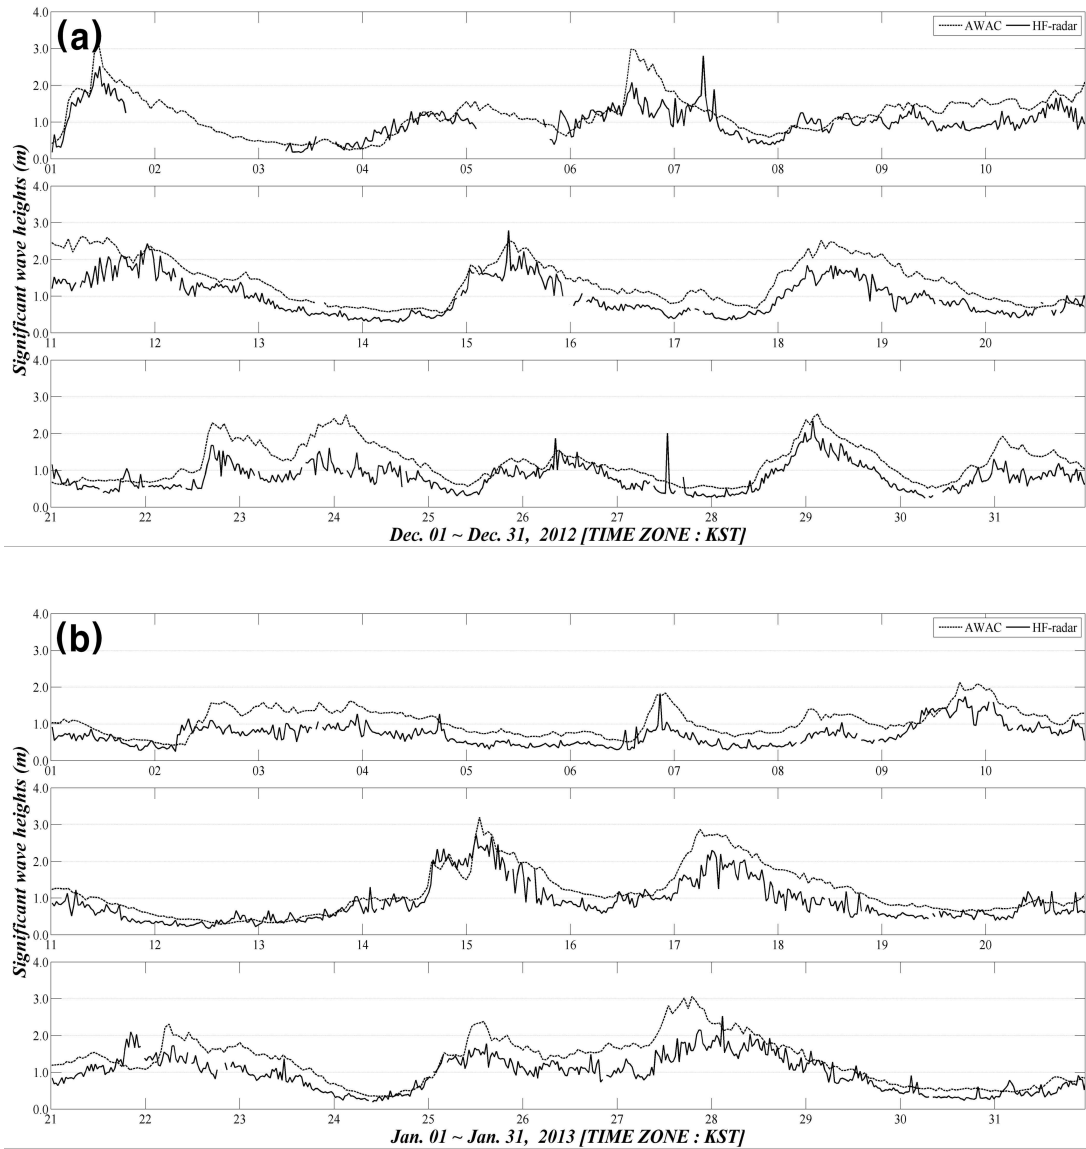 (a)
AWAC HF-radar
4.0
3.0
2.0
1.0
0.0
01 02 03 04 05 06 07 08 09 10
4.0
3.0
2.0
1.0
0.0
11 12 13 14 15 16 17 18 19 20
4.0
3.0
2.0
1.0
0.0
21 22 23 24 25 26 27 28 29 30 31
Significant wave heights (m)
Dec. 01 ~ Dec. 31, 2012 [TIME ZONE : KST]
(b)
AWAC HF-radar
4.0
3.0
2.0
1.0
0.0
01 02 03 04 05 06 07 08 09 10
4.0
3.0
2.0
1.0
0.0
11 12 13 14 15 16 17 18 19 20
4.0
3.0
2.0
1.0
0.0
21 22 23 24 25 26 27 28 29 30 31
Significant wave heights (m)
Jan. 01 ~ Jan. 31, 2013 [TIME ZONE : KST]